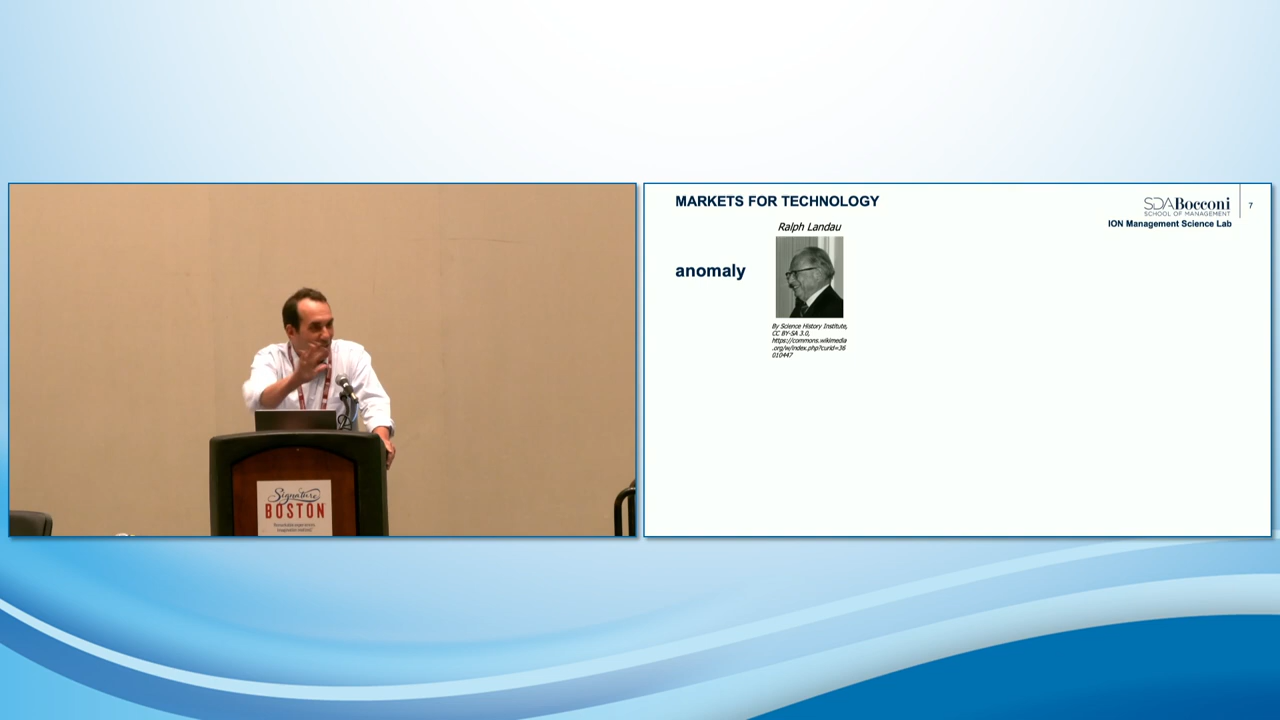 MARKETS FOR TECHNOLOGY
SDA Bocconi
SCHOOL OF MANAGEMENT
7
ION Management Science Lab
Ralph Landau
anomaly
By Science History Institute,
CC BY-SA 3.0,
https://commons.wikimedia
.org/w/index.php?curid=36
010447
Signature
BOSTON